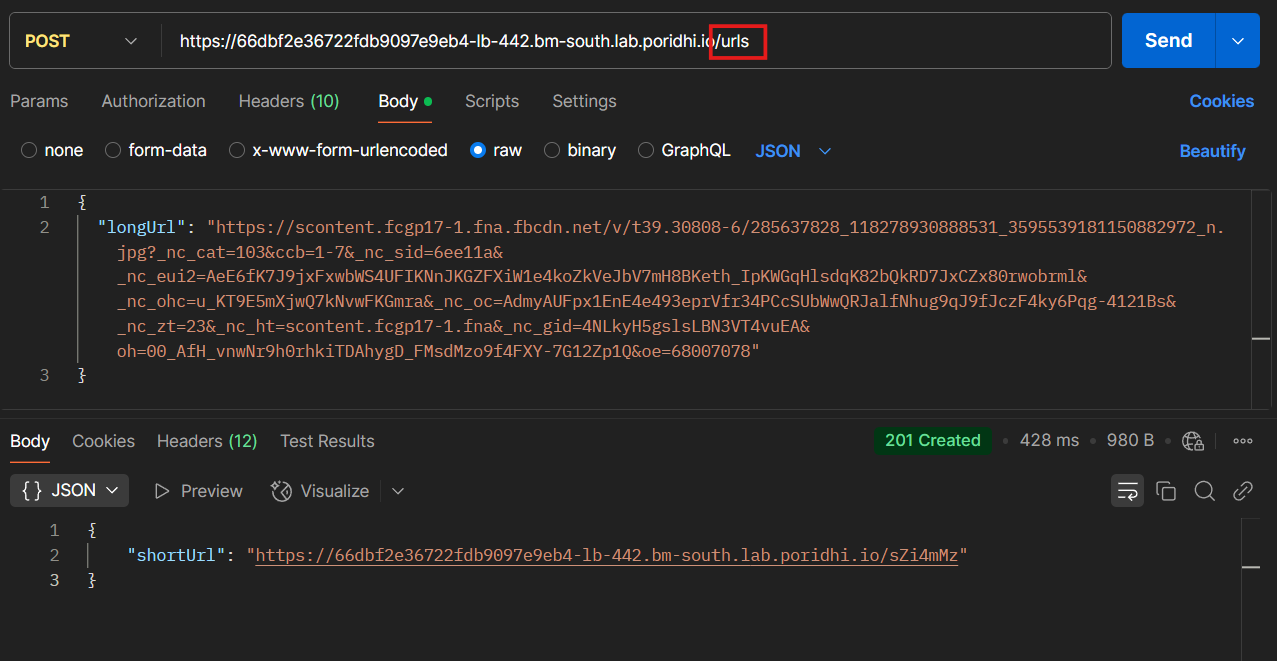 POST https://66dbf2e36722fdb9097e9eb4-lb-442.bm-south.lab.poridhi.io/urls Send
Params Authorization Headers (10) Body Scripts Settings Cookies
none form-data x-www-form-urlencoded raw binary GraphQL JSON Beautify
1 {
2 "longUrl": "https://scontent.fcgp17-1.fna.fbcdn.net/v/t39.30808-6/285637828_118278930888531_3595539181150882972_n.
jpg?_nc_cat=103&ccb=1-7&_nc_sid=6ee11a&
_nc_eui2=AeE6fK7J9jxFxwbWS4UFIKNnJKGZFXiW1e4koZkVeJbV7mH8BKeth_IpKWGqHlsdqK82bQkRD7JxCZx80rwobrml&
_nc_ohc=u_KT9E5mXjwQ7kNvwFKGmra&_nc_oc=AdmyAUFpx1EnE4e493eprVfr34PCcSUbWwQRJalfNhug9qJ9fJczF4ky6Pqg-4121Bs&
_nc_zt=23&_nc_ht=scontent.fcgp17-1.fna&_nc_gid=4NLkyH5gslsLBN3VT4vuEA&
oh=00_AfH_vnwNr9h0rhkiTDAhygD_FMsdMzo9f4FXY-7G12Zp1Q&oe=68007078"
3 }
Body Cookies Headers (12) Test Results 201 Created 428 ms 980 B
{} JSON Preview Visualize
1 {
2 "shortUrl": "https://66dbf2e36722fdb9097e9eb4-lb-442.bm-south.lab.poridhi.io/sZi4mMz"
3 }